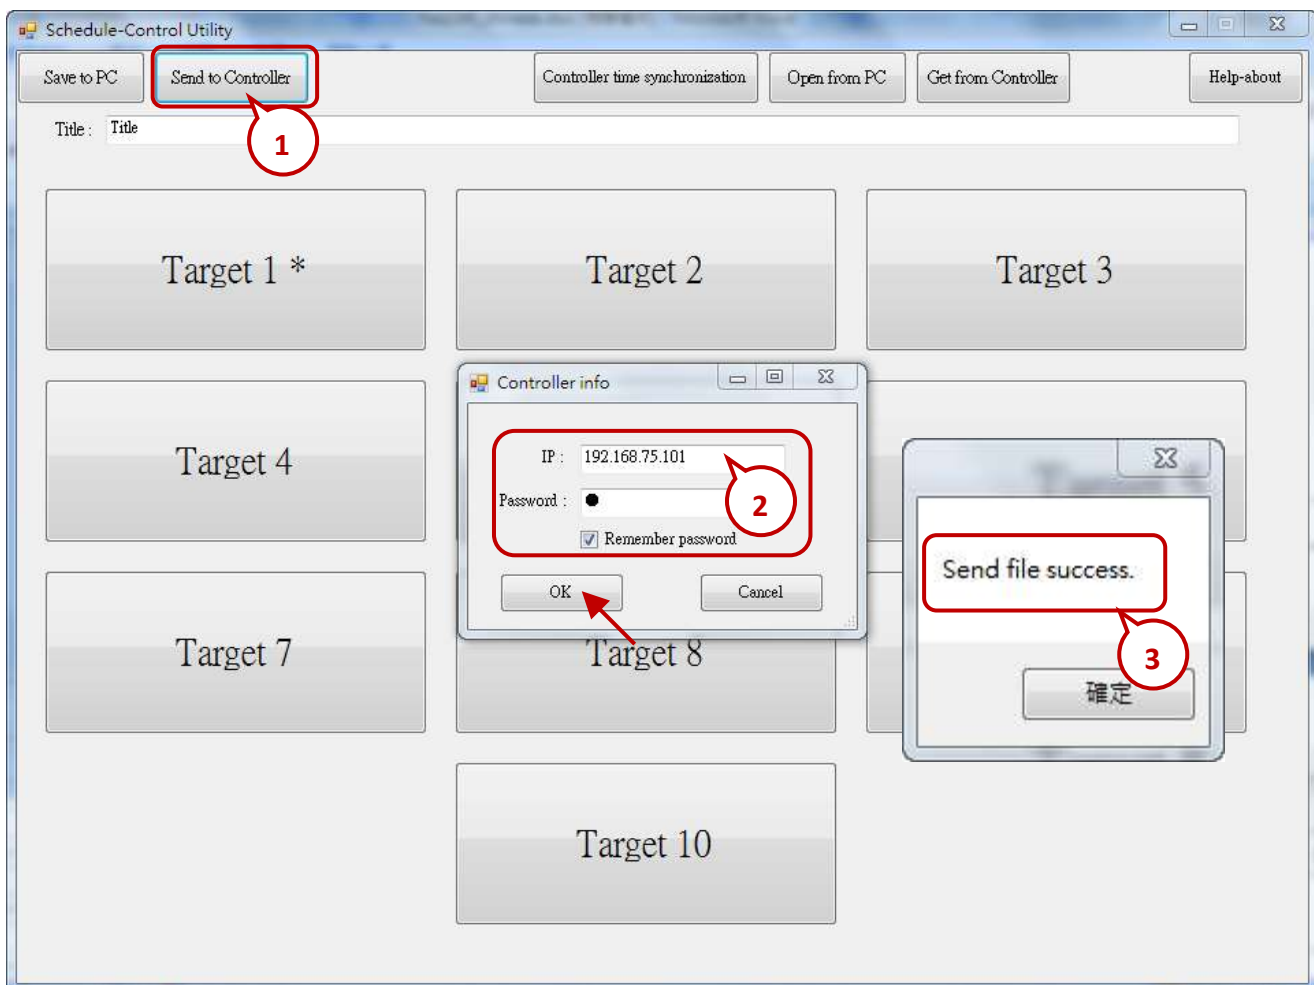 Schedule-Control Utility
Save to PC
Send to Controller
Controller time synchronization
Open from PC
Get from Controller
Help-about
Title : Title
1
Target 1 *
Target 2
Target 3
Controller info
Target 4
IP : 192.168.75.101
Password : ●
2
Remember password
OK
Cancel
Send file success.
Target 7
Target 8
3
確定
Target 10